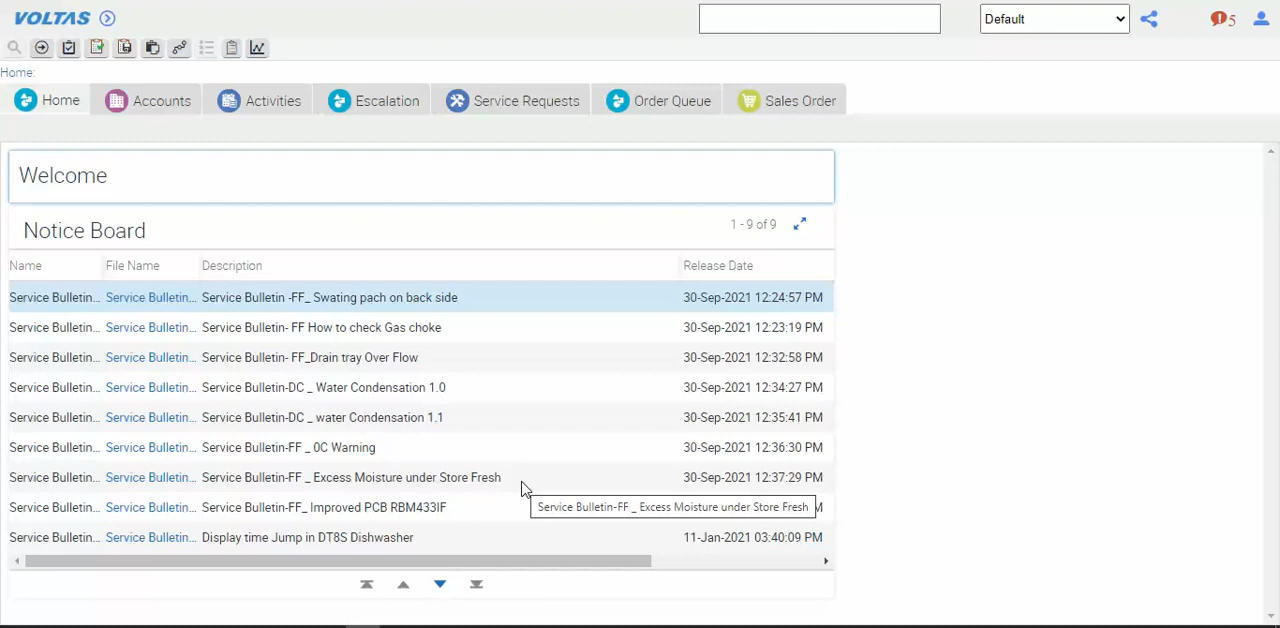 VOLTAS
Default
5
Home:
Home Accounts Activities Escalation Service Requests Order Queue Sales Order
Welcome
Notice Board 1 - 9 of 9
Name File Name Description Release Date
Service Bulletin... Service Bulletin... Service Bulletin -FF_ Swating pach on back side 30-Sep-2021 12:24:57 PM
Service Bulletin... Service Bulletin... Service Bulletin- FF How to check Gas choke 30-Sep-2021 12:23:19 PM
Service Bulletin... Service Bulletin... Service Bulletin- FF_Drain tray Over Flow 30-Sep-2021 12:32:58 PM
Service Bulletin... Service Bulletin... Service Bulletin-DC _ Water Condensation 1.0 30-Sep-2021 12:34:27 PM
Service Bulletin... Service Bulletin... Service Bulletin-DC _ water Condensation 1.1 30-Sep-2021 12:35:41 PM
Service Bulletin... Service Bulletin... Service Bulletin-FF _ 0C Warning 30-Sep-2021 12:36:30 PM
Service Bulletin... Service Bulletin... Service Bulletin-FF _ Excess Moisture under Store Fresh 30-Sep-2021 12:37:29 PM
Service Bulletin... Service Bulletin... Service Bulletin-FF_ Improved PCB RBM433IF
Service Bulletin-FF _ Excess Moisture under Store Fresh
Service Bulletin... Service Bulletin... Display time Jump in DT8S Dishwasher 11-Jan-2021 03:40:09 PM